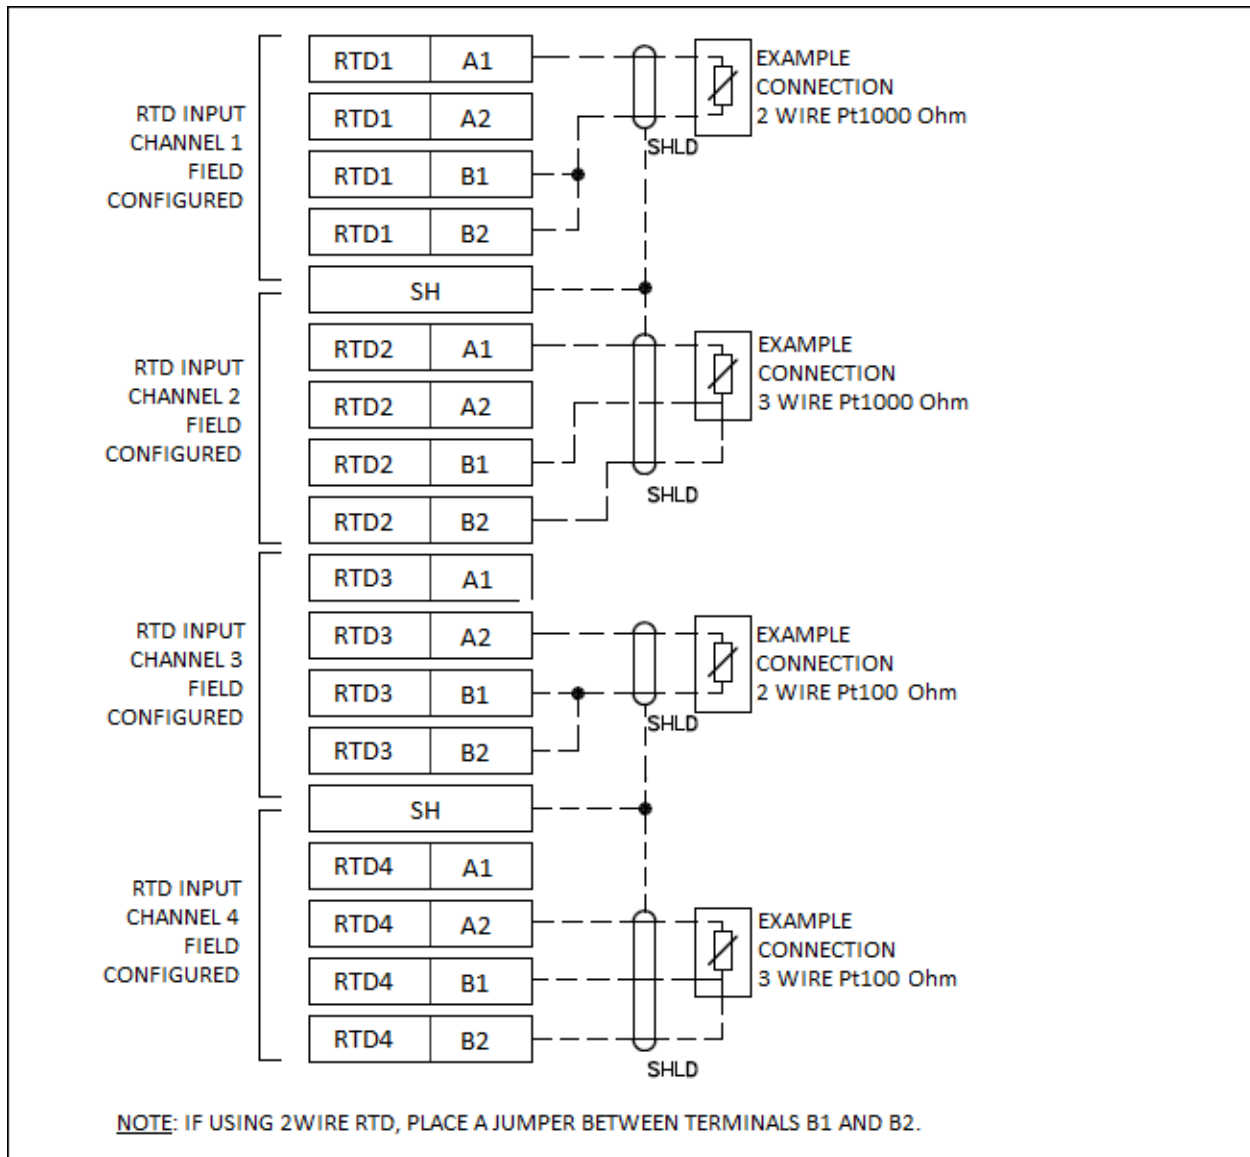 RTD INPUT
CHANNEL 1
FIELD
CONFIGURED
RTD1 A1
RTD1 A2
RTD1 B1
RTD1 B2
SH
SHLD
EXAMPLE
CONNECTION
2 WIRE Pt1000 Ohm
RTD INPUT
CHANNEL 2
FIELD
CONFIGURED
RTD2 A1
RTD2 A2
RTD2 B1
RTD2 B2
SHLD
EXAMPLE
CONNECTION
3 WIRE Pt1000 Ohm
RTD INPUT
CHANNEL 3
FIELD
CONFIGURED
RTD3 A1
RTD3 A2
RTD3 B1
RTD3 B2
SH
SHLD
EXAMPLE
CONNECTION
2 WIRE Pt100 Ohm
RTD INPUT
CHANNEL 4
FIELD
CONFIGURED
RTD4 A1
RTD4 A2
RTD4 B1
RTD4 B2
SHLD
EXAMPLE
CONNECTION
3 WIRE Pt100 Ohm
NOTE: IF USING 2WIRE RTD, PLACE A JUMPER BETWEEN TERMINALS B1 AND B2.